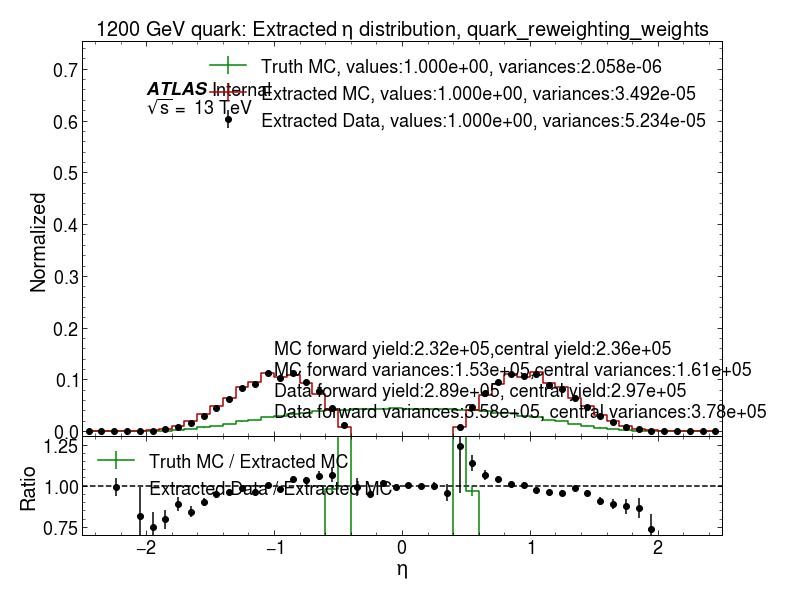 1200 GeV quark: Extracted η distribution, quark_reweighting_weights
Truth MC, values:1.000e+00, variances:2.058e-06
ATLAS Internal
Extracted MC, values:1.000e+00, variances:3.492e-05
√s = 13 TeV
Extracted Data, values:1.000e+00, variances:5.234e-05
0.7
0.6
0.5
0.4
0.3
0.2
0.1
0.0
Normalized
MC forward yield:2.32e+05,central yield:2.36e+05
MC forward variances:1.53e+05,central variances:1.61e+05
Data forward yield:2.89e+05, central yield:2.97e+05
Data forward variances:3.58e+05, central variances:3.78e+05
1.25
1.00
0.75
Ratio
Truth MC / Extracted MC
Extracted Data / Extracted MC
−2 −1 0 1 2
η